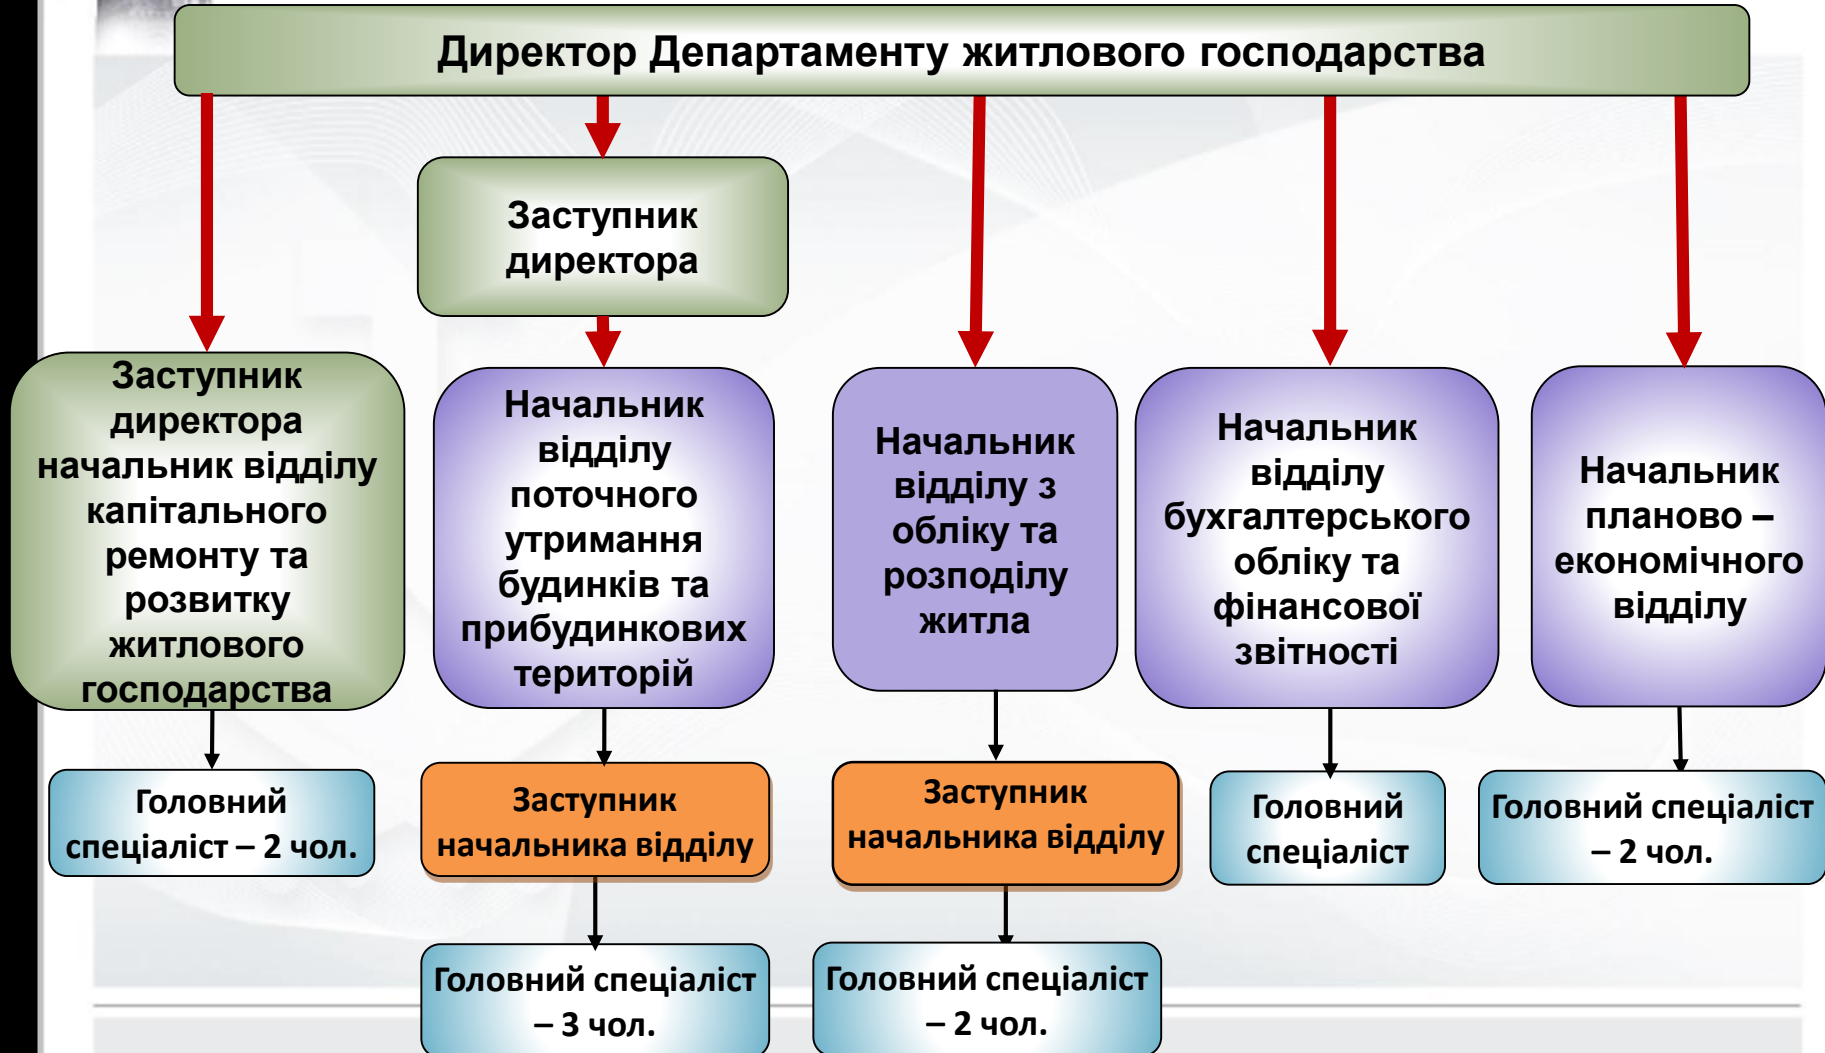 Директор Департаменту житлового господарства
Заступник
директора
Заступник
директора
начальник відділу
капітального
ремонту та
розвитку
житлового
господарства
Начальник
відділу
поточного
утримання
будинків та
прибудинкових
територій
Начальник
відділу з
обліку та
розподілу
житла
Начальник
відділу
бухгалтерського
обліку та
фінансової
звітності
Начальник
планово –
економічного
відділу
Головний
спеціаліст – 2 чол.
Заступник
начальника відділу
Заступник
начальника відділу
Головний
спеціаліст
Головний спеціаліст
– 2 чол.
Головний спеціаліст
– 3 чол.
Головний спеціаліст
– 2 чол.